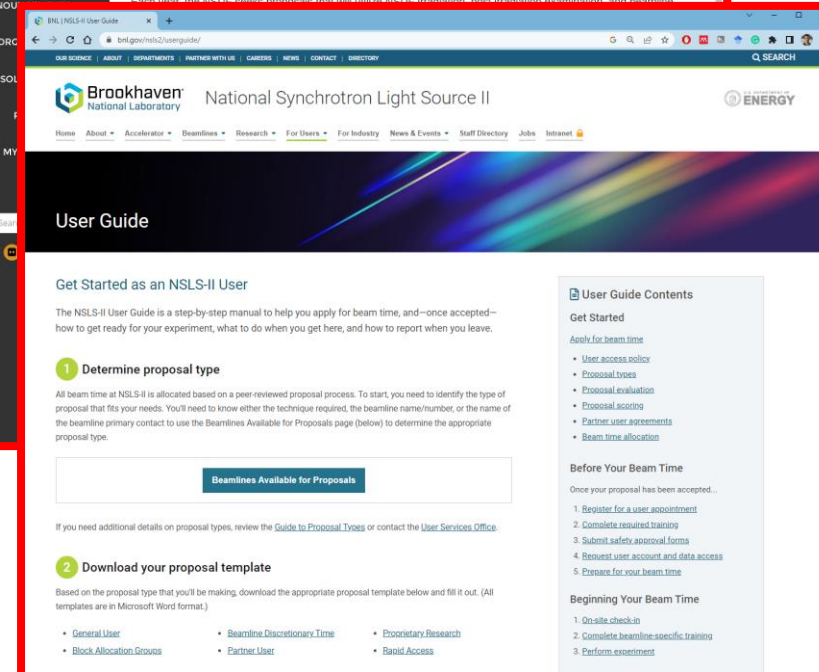 BNL | NSLS-II User Guide
bnl.gov/nsls2/userguide/
OUR SCIENCE | ABOUT | DEPARTMENTS | PARTNER WITH US | CAREERS | NEWS | CONTACT | DIRECTORY
SEARCH
Brookhaven
National Laboratory
National Synchrotron Light Source II
U.S. DEPARTMENT OF
ENERGY
Home About Accelerator Beamlines Research For Users For Industry News & Events Staff Directory Jobs Intranet
User Guide
Get Started as an NSLS-II User
The NSLS-II User Guide is a step-by-step manual to help you apply for beam time, and—once accepted—
how to get ready for your experiment, what to do when you get here, and how to report when you leave.
1 Determine proposal type
All beam time at NSLS-II is allocated based on a peer-reviewed proposal process. To start, you need to identify the type of
proposal that fits your needs. You'll need to know either the technique required, the beamline name/number, or the name of
the beamline primary contact to use the Beamlines Available for Proposals page (below) to determine the appropriate
proposal type.
Beamlines Available for Proposals
If you need additional details on proposal types, review the Guide to Proposal Types or contact the User Services Office.
2 Download your proposal template
Based on the proposal type that you'll be making, download the appropriate proposal template below and fill it out. (All
templates are in Microsoft Word format.)
• General User
• Block Allocation Groups
• Beamline Discretionary Time
• Partner User
• Proprietary Research
• Rapid Access
User Guide Contents
Get Started
Apply for beam time
• User access policy
• Proposal types
• Proposal evaluation
• Proposal scoring
• Partner user agreements
• Beam time allocation
Before Your Beam Time
Once your proposal has been accepted...
1. Register for a user appointment
2. Complete required training
3. Submit safety approval forms
4. Request user account and data access
5. Prepare for your beam time
Beginning Your Beam Time
1. On-site check-in
2. Complete beamline-specific training
3. Perform experiment